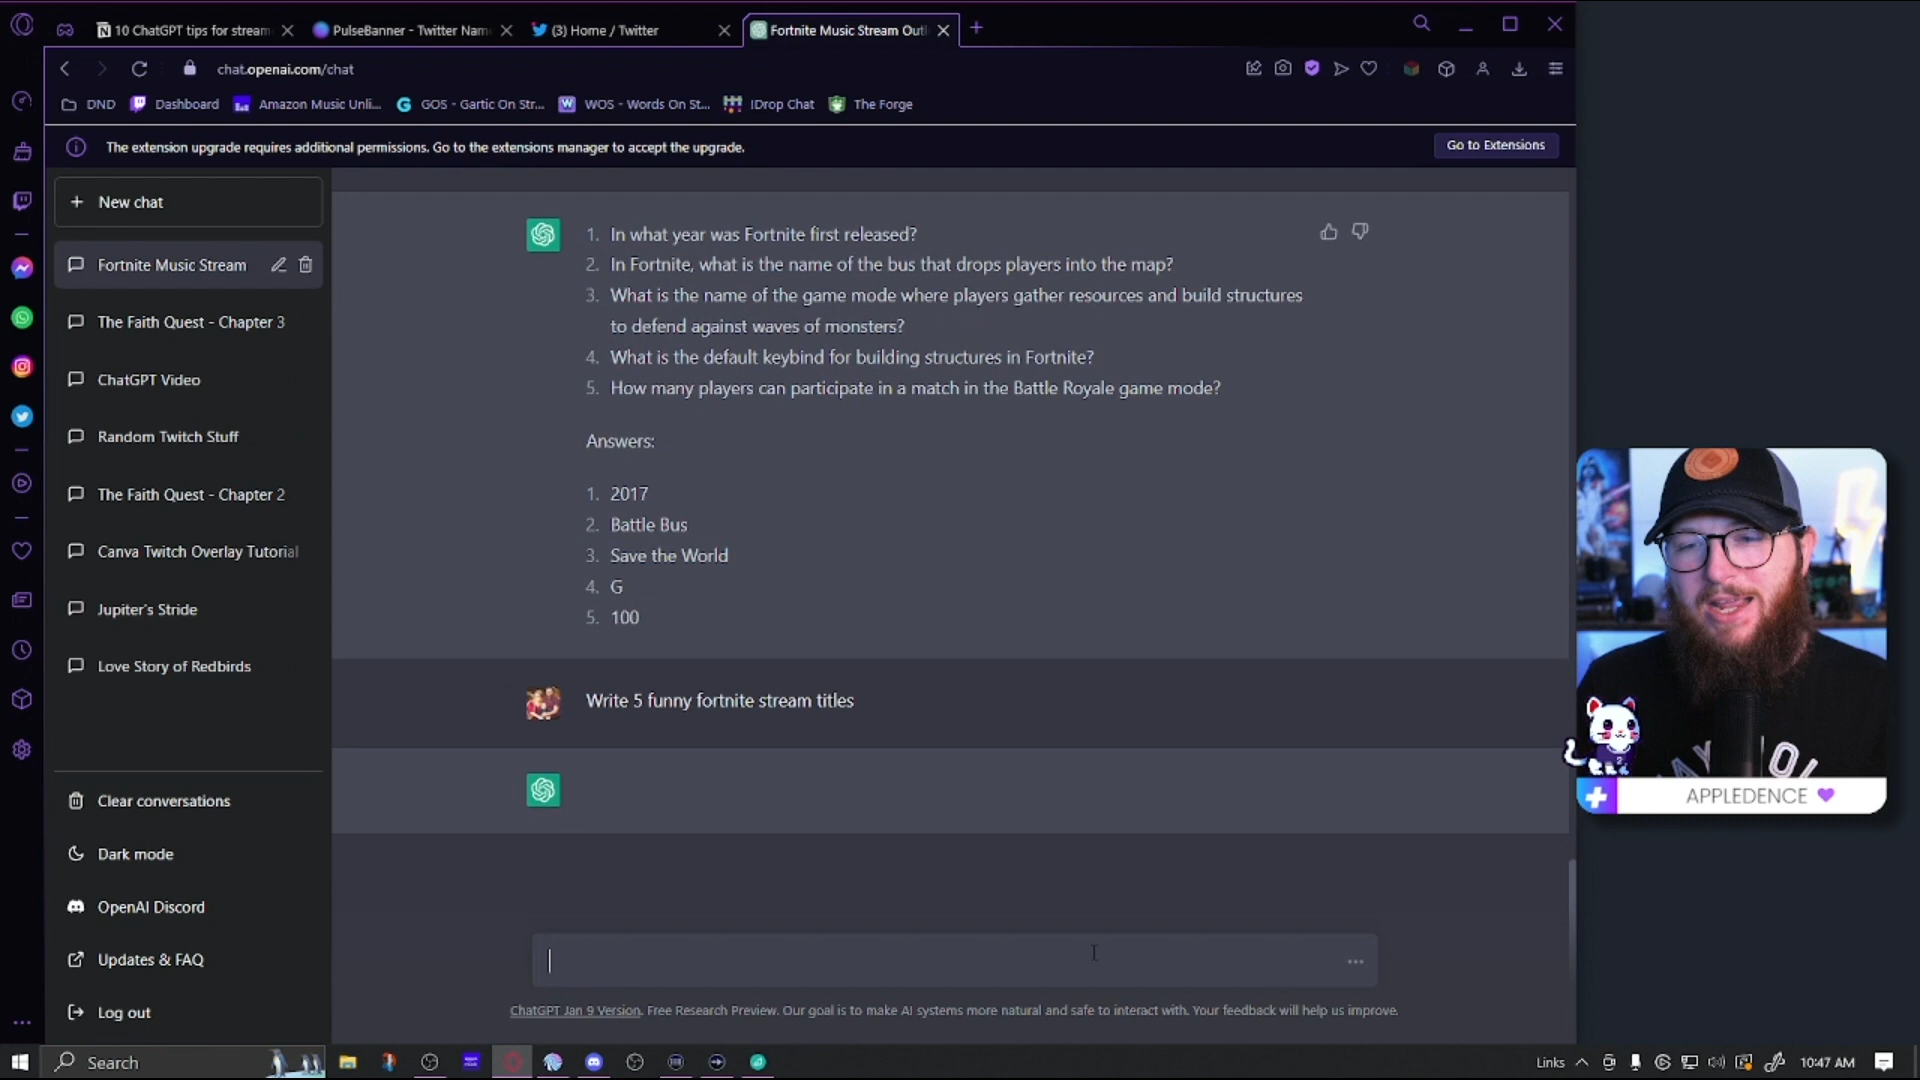 10 ChatGPT tips for stream
PulseBanner - Twitter Nam
(3) Home / Twitter
Fortnite Music Stream Outl
chat.openai.com/chat
DND
Dashboard
Amazon Music Unli...
GOS - Gartic On Str...
WOS - Words On St...
IDrop Chat
The Forge
The extension upgrade requires additional permissions. Go to the extensions manager to accept the upgrade.
Go to Extensions
New chat
Fortnite Music Stream
The Faith Quest - Chapter 3
ChatGPT Video
Random Twitch Stuff
The Faith Quest - Chapter 2
Canva Twitch Overlay Tutorial
Jupiter's Stride
Love Story of Redbirds
Clear conversations
Dark mode
OpenAI Discord
Updates & FAQ
Log out
1. In what year was Fortnite first released?
2. In Fortnite, what is the name of the bus that drops players into the map?
3. What is the name of the game mode where players gather resources and build structures
to defend against waves of monsters?
4. What is the default keybind for building structures in Fortnite?
5. How many players can participate in a match in the Battle Royale game mode?
Answers:
1. 2017
2. Battle Bus
3. Save the World
4. G
5. 100
Write 5 funny fortnite stream titles
ChatGPT Jan 9 Version. Free Research Preview. Our goal is to make AI systems more natural and safe to interact with. Your feedback will help us improve.
APPLEDENCE
Search
Links
10:47 AM